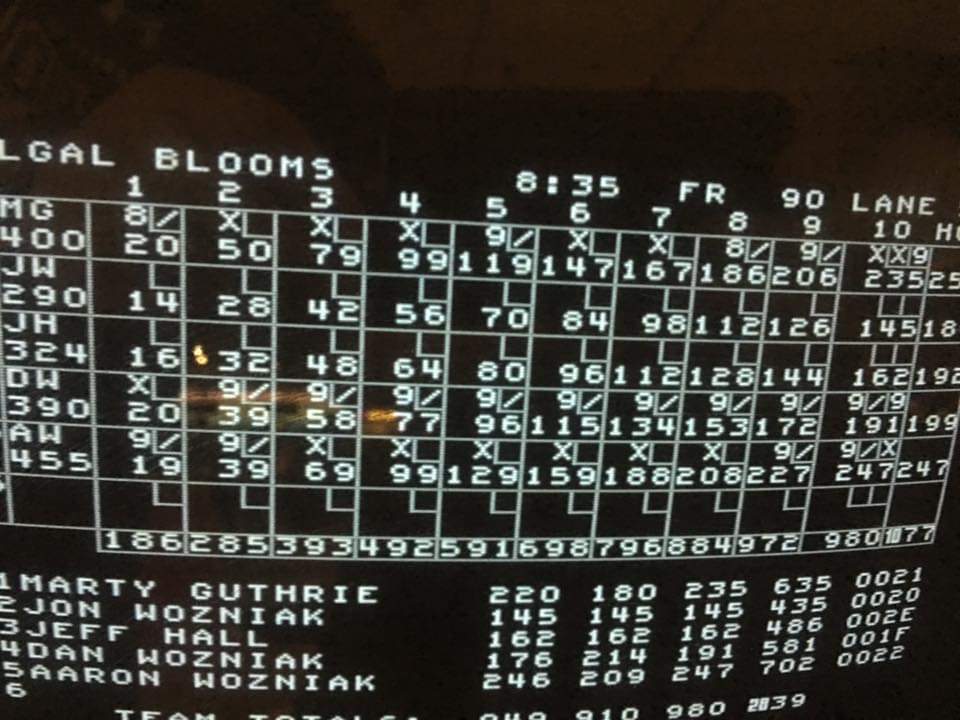 LGAL BLOOMS 8:35 FR 90 LANE
1 2 3 4 5 6 7 8 9 10
MG 8/ X X X 9/ X X 8/ 9/ XX9
400 20 50 79 99 119 147 167 186 206 235
JW
290 14 28 42 56 70 84 98 112 126 145
JH
324 16 32 48 64 80 96 112 128 144 162 192
DW X 9/ 9/ 9/ 9/ 9/ 9/ 9/ 9/ 9/9
390 20 39 58 77 96 115 134 153 172 191 199
AW 9/ 9/ X X X X X X 9/ 9/X
455 19 39 69 99 129 159 188 208 227 247 247
186 285 393 492 591 698 796 884 972 980 1077
1MARTY GUTHRIE 220 180 235 635 0021
2JON WOZNIAK 145 145 145 435 0020
3JEFF HALL 162 162 162 486 002E
4DAN WOZNIAK 176 214 191 581 001F
5AARON WOZNIAK 246 209 247 702 0022
6
TEAM TOTALS: 949 910 980 2839